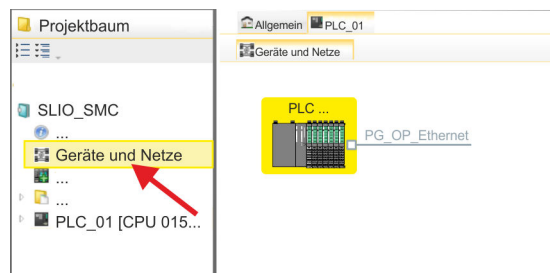 Projektbaum
SLIO_SMC
...
Geräte und Netze
...
...
PLC_01 [CPU 015...
Allgemein PLC_01
Geräte und Netze
PLC ...
PG_OP_Ethernet